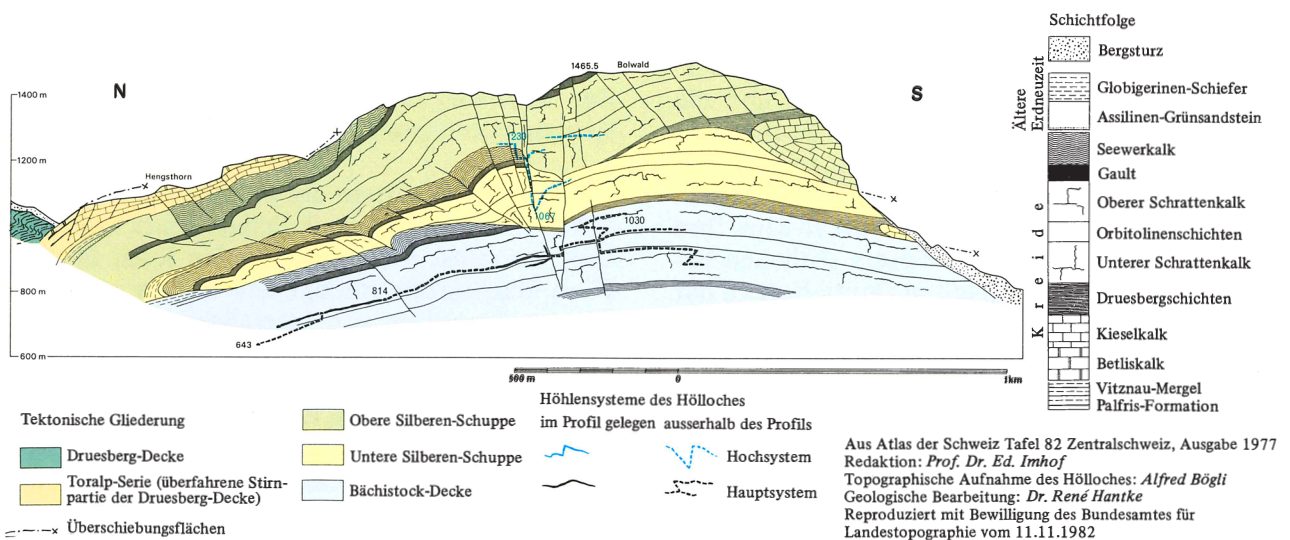 N
S
1465.5
Bolwald
1400 m
1200 m
800 m
600 m
Hengsthorn
230
1067
1030
814
643
500 m
0
1km
Schichtfolge
Ältere
Erdneuzeit
Kreide
Bergsturz
Globigerinen-Schiefer
Assilinen-Grünsandstein
Seewerkalk
Gault
Oberer Schrattenkalk
Orbitolinenschichten
Unterer Schrattenkalk
Druesbergschichten
Kieselkalk
Betliskalk
Vitznau-Mergel
Palfris-Formation
Tektonische Gliederung
Druesberg-Decke
Toralp-Serie (überfahrene Stirn-
partie der Druesberg-Decke)
Überschiebungsflächen
Obere Silberen-Schuppe
Untere Silberen-Schuppe
Bächistock-Decke
Höhlensysteme des Hölloches
im Profil gelegen ausserhalb des Profils
Hochsystem
Hauptsystem
Aus Atlas der Schweiz Tafel 82 Zentralschweiz, Ausgabe 1977
Redaktion: Prof. Dr. Ed. Imhof
Topographische Aufnahme des Hölloches: Alfred Bögli
Geologische Bearbeitung: Dr. René Hantke
Reproduziert mit Bewilligung des Bundesamtes für
Landestopographie vom 11.11.1982